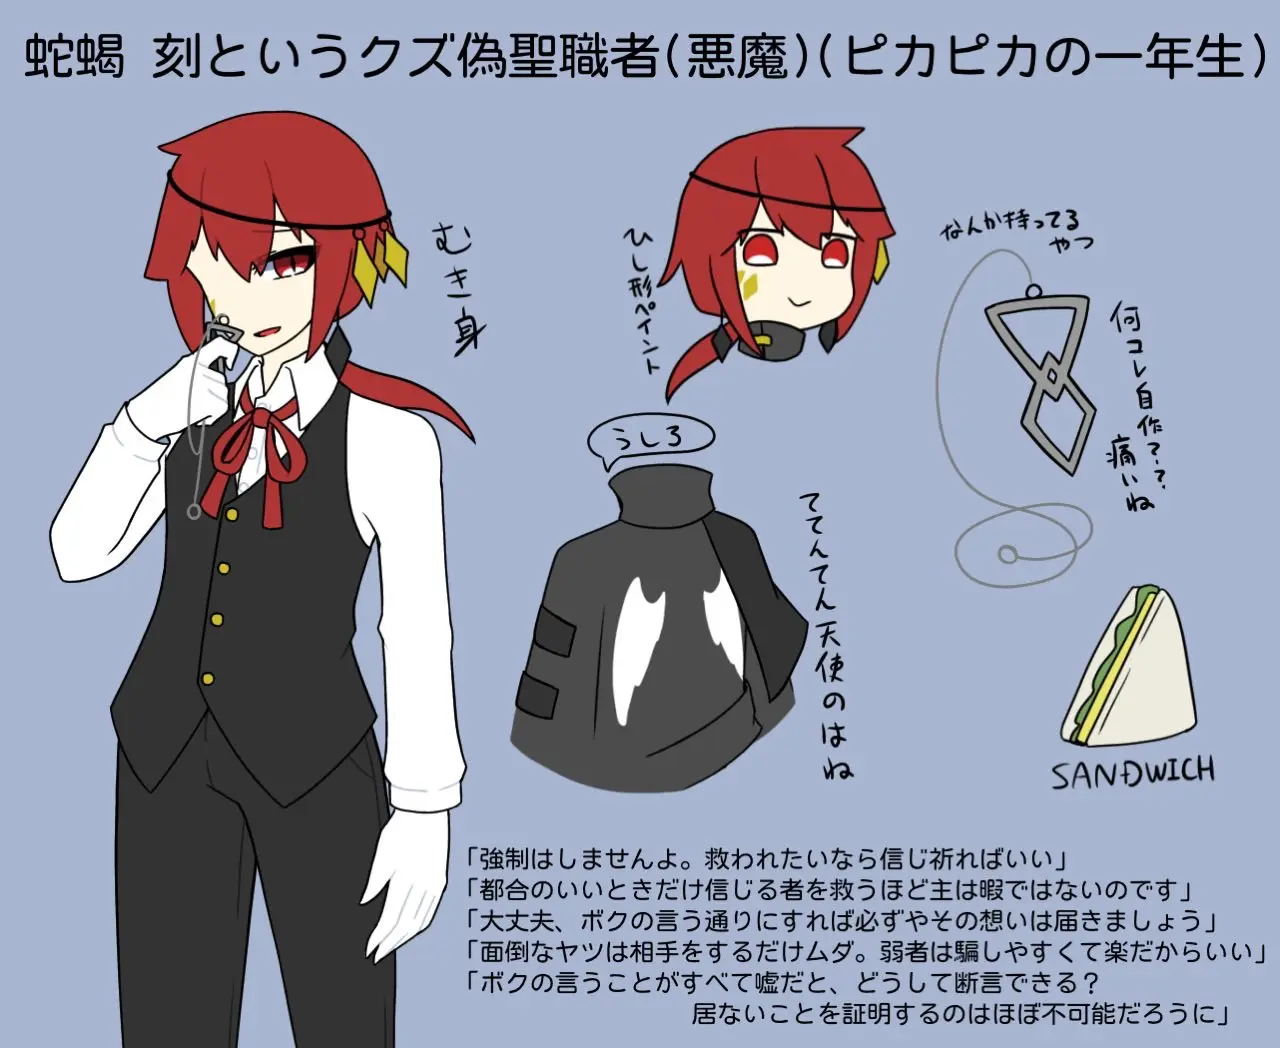 蛇蝎 刻というクズ偽聖職者(悪魔)(ピカピカの一年生)
むき身
ひし形ペイント
なんか持ってる
やつ
何コレ自作??
痛いね
うしろ
ててんてん天使のはね
SANDWICH
「強制はしませんよ。救われたいなら信じ祈ればいい」
「都合のいいときだけ信じる者を救うほど主は暇ではないのです」
「大丈夫、ボクの言う通りにすれば必ずやその想いは届きましょう」
「面倒なヤツは相手をするだけムダ。弱者は騙しやすくて楽だからいい」
「ボクの言うことがすべて嘘だと、どうして断言できる？
居ないことを証明するのはほぼ不可能だろうに」